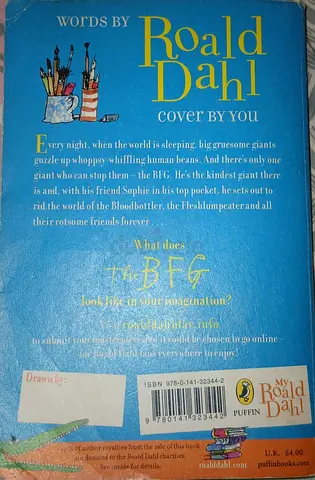 WORDS BY
Roald
Dahl
COVER BY YOU
Every night, when the world is sleeping, big gruesome giants
guzzle up whoppsy-whiffling human beans. And there's only one
giant who can stop them – the BFG. He's the kindest giant there
is and, with his friend Sophie in his top pocket, he sets out to
rid the world of the Bloodbottler, the Fleshlumpeater and all
their rotsome friends forever . . .
What does
the BFG
look like in your imagination?
roalddahlday.info
to submit your masterpiece and it could be chosen to go online –
for Roald Dahl fans everywhere to enjoy!
Drawn by:
ISBN 978-0-141-32344-2
9 780141 323442
PUFFIN
My
Roald
Dahl
of author royalties from the sale of this book
are donated to the Roald Dahl charities
See inside for details.
roalddahl.com
U.K. £4.00
puffinbooks.com